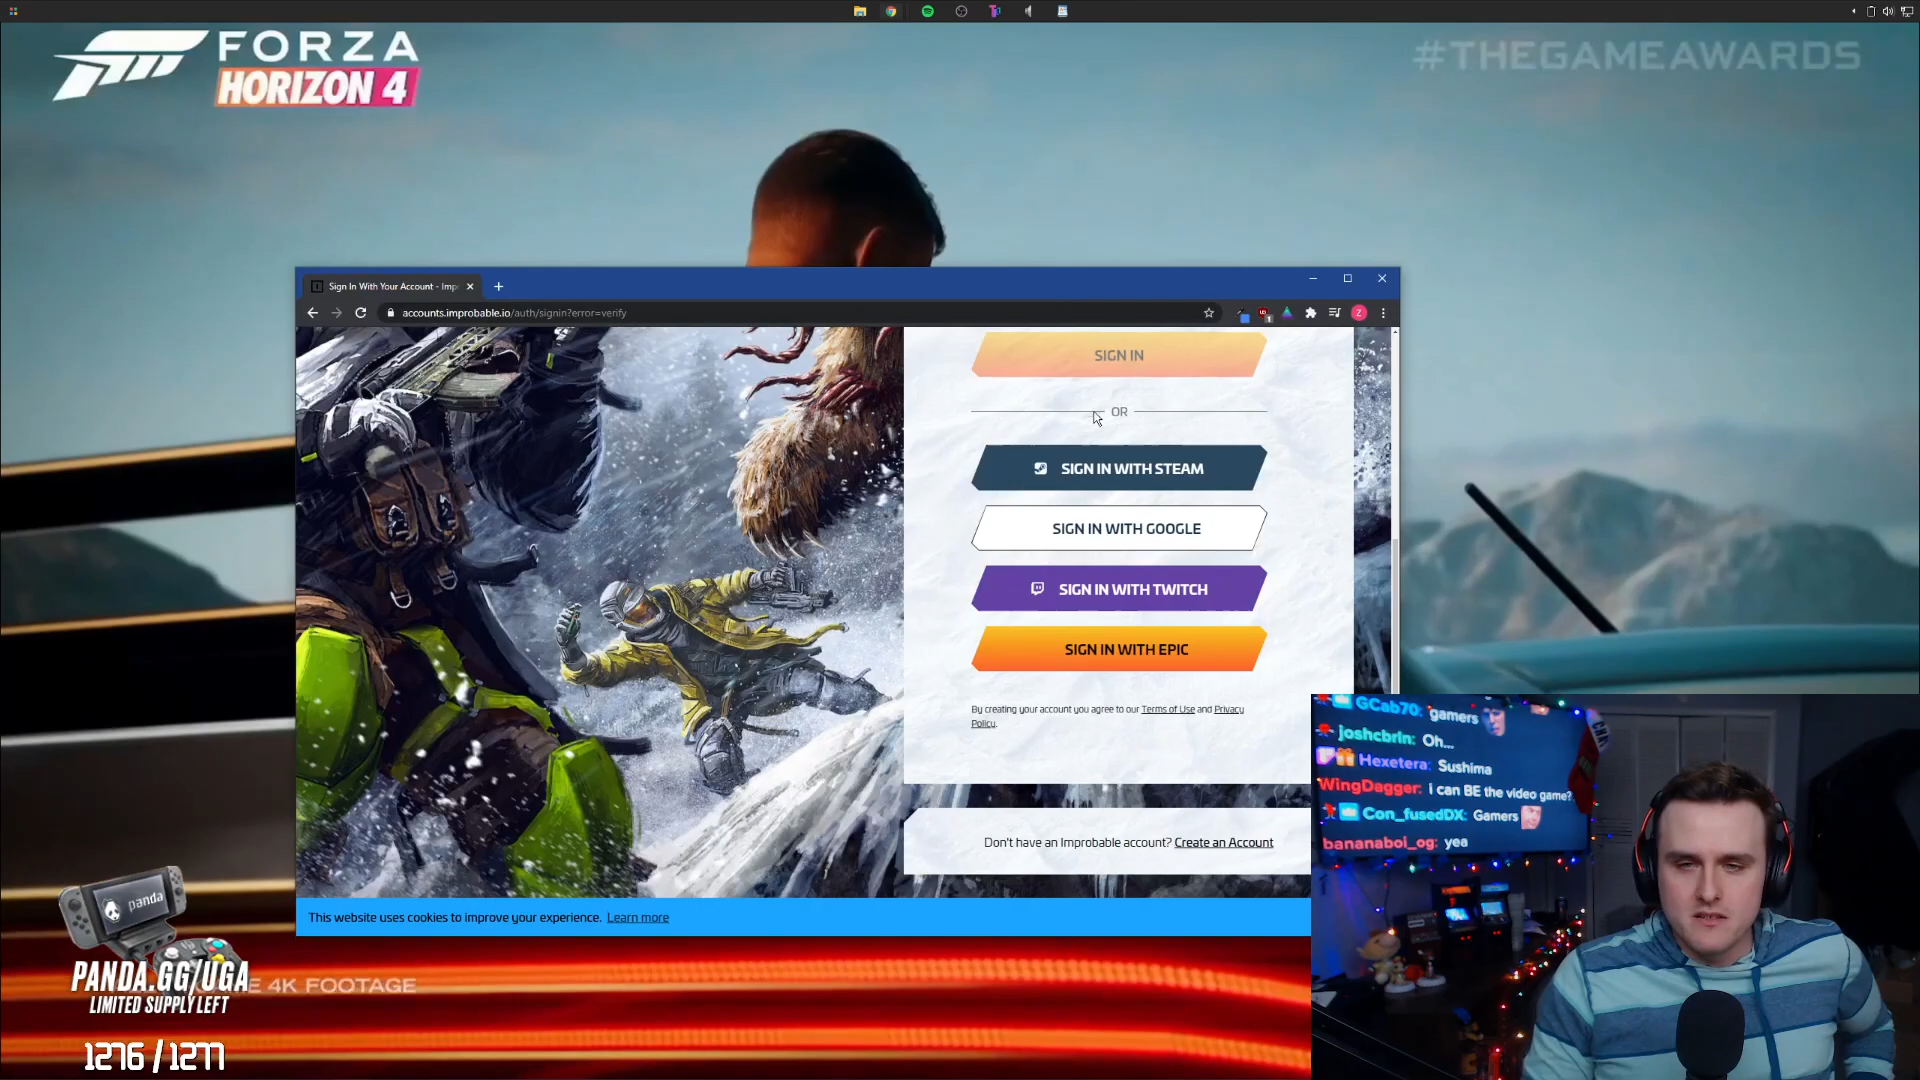 FORZA
HORIZON 4
#THEGAMEAWARDS
Sign In With Your Account - Imp
accounts.improbable.io/auth/signin?error=verify
Z
SIGN IN
OR
SIGN IN WITH STEAM
SIGN IN WITH GOOGLE
SIGN IN WITH TWITCH
SIGN IN WITH EPIC
By creating your account you agree to our Terms of Use and Privacy
Policy.
Don't have an Improbable account? Create an Account
This website uses cookies to improve your experience. Learn more
GCab70: gamers
joshcbrln: Oh...
Hexetera: Sushima
WingDagger: i can BE the video game?
Con_fusedDX: Gamers
bananaboi_og: yea
panda
PANDA.GG/UGA
E 4K FOOTAGE
LIMITED SUPPLY LEFT
1276 / 1277